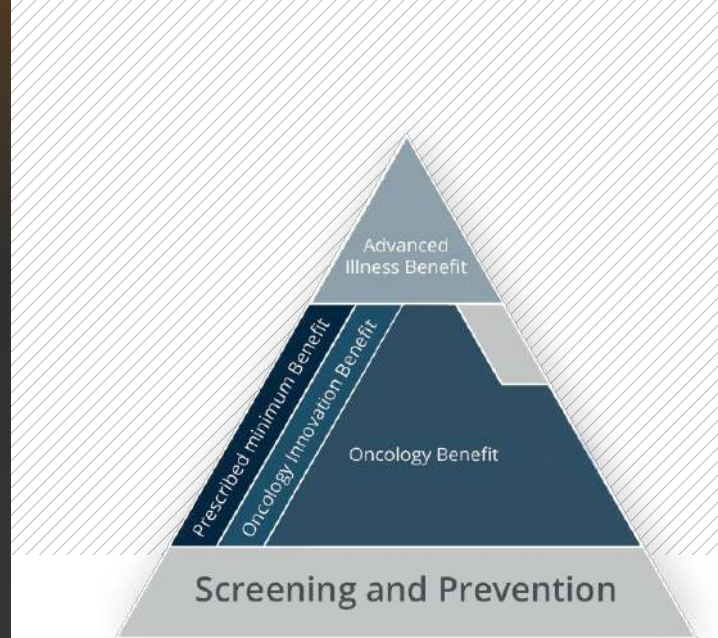 Advanced
Illness Benefit
Prescribed minimum Benefit
Oncology Innovation Benefit
Oncology Benefit
Screening and Prevention